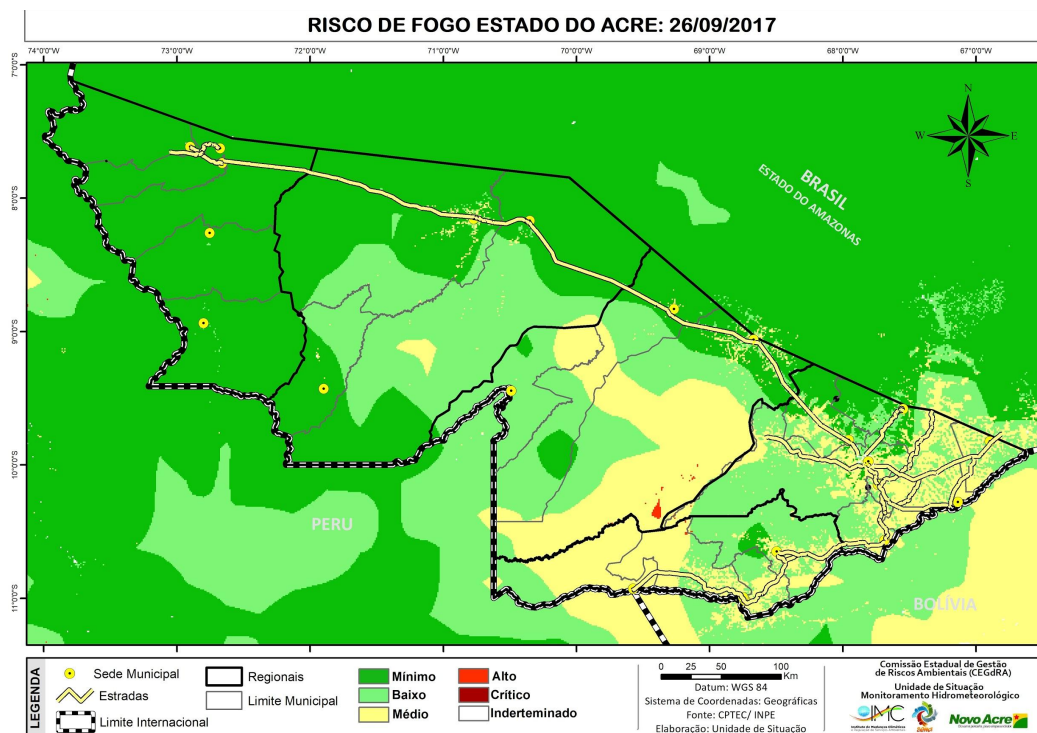 RISCO DE FOGO ESTADO DO ACRE: 26/09/2017
74°0'0"W 73°0'0"W 72°0'0"W 71°0'0"W 70°0'0"W 69°0'0"W 68°0'0"W 67°0'0"W
7°0'0"S
8°0'0"S
9°0'0"S
10°0'0"S
11°0'0"S
N
W E
S
BRASIL
ESTADO DO AMAZONAS
PERU
BOLÍVIA
LEGENDA
Sede Municipal
Estradas
Limite Internacional
Regionais
Limite Municipal
Mínimo
Baixo
Médio
Alto
Crítico
Inderteminado
0 25 50 100
Km
Datum: WGS 84
Sistema de Coordenadas: Geográficas
Fonte: CPTEC/ INPE
Elaboração: Unidade de Situação
Comissão Estadual de Gestão
de Riscos Ambientais (CEGdRA)
Unidade de Situação
Monitoramento Hidrometeorológico
IMC
Novo Acre